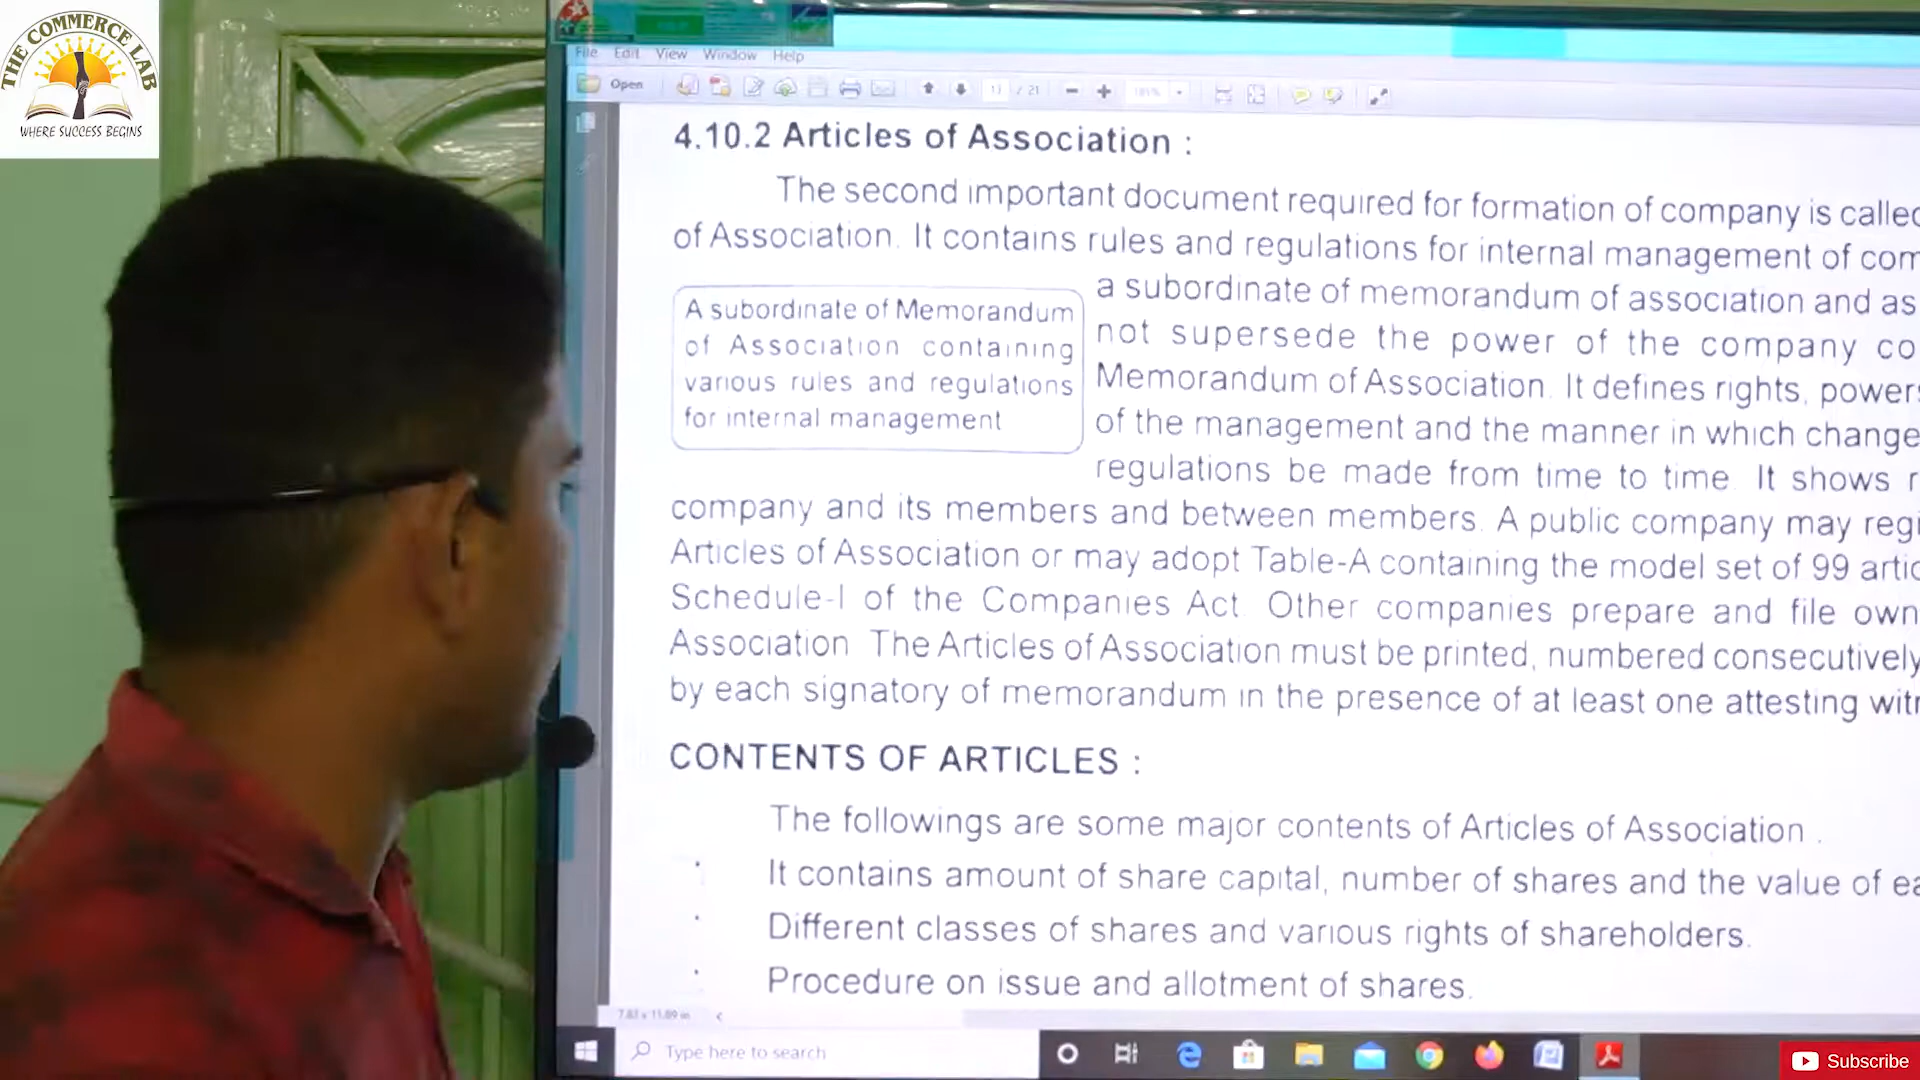 THE COMMERCE LAB
WHERE SUCCESS BEGINS
File Edit View Window Help
Open
/ 21
4.10.2 Articles of Association :
The second important document required for formation of company is called
of Association. It contains rules and regulations for internal management of com
a subordinate of memorandum of association and as
not supersede the power of the company co
Memorandum of Association. It defines rights, powers
of the management and the manner in which change
regulations be made from time to time. It shows r
A subordinate of Memorandum
of Association containing
various rules and regulations
for internal management
company and its members and between members. A public company may regi
Articles of Association or may adopt Table-A containing the model set of 99 artic
Schedule-I of the Companies Act. Other companies prepare and file own
Association. The Articles of Association must be printed, numbered consecutively
by each signatory of memorandum in the presence of at least one attesting witn
CONTENTS OF ARTICLES :
The followings are some major contents of Articles of Association .
It contains amount of share capital, number of shares and the value of ea
Different classes of shares and various rights of shareholders.
Procedure on issue and allotment of shares.
Type here to search
Subscribe